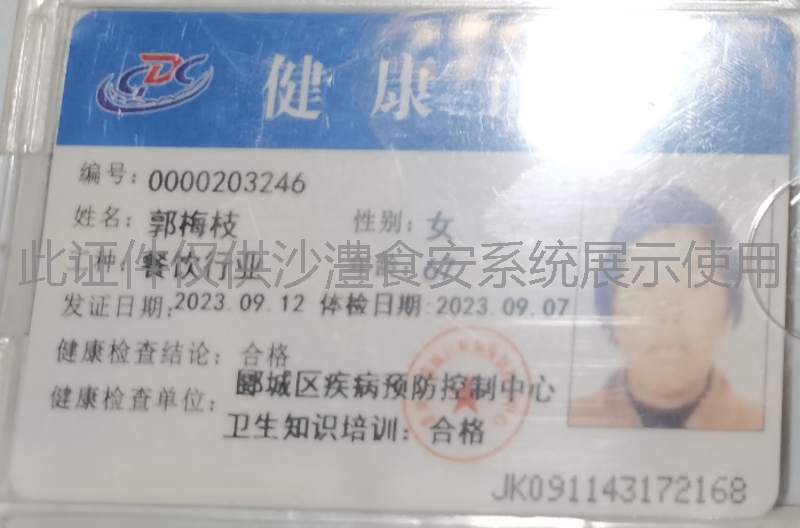 CDC
健康
编号：0000203246
姓名：郭梅枝 性别：女
工种：餐饮行业
此证件仅供沙澧食安系统展示使用
发证日期：2023.09.12 体检日期：2023.09.07
健康检查结论：合格
健康检查单位：郾城区疾病预防控制中心
卫生知识培训：合格
JK091143172168